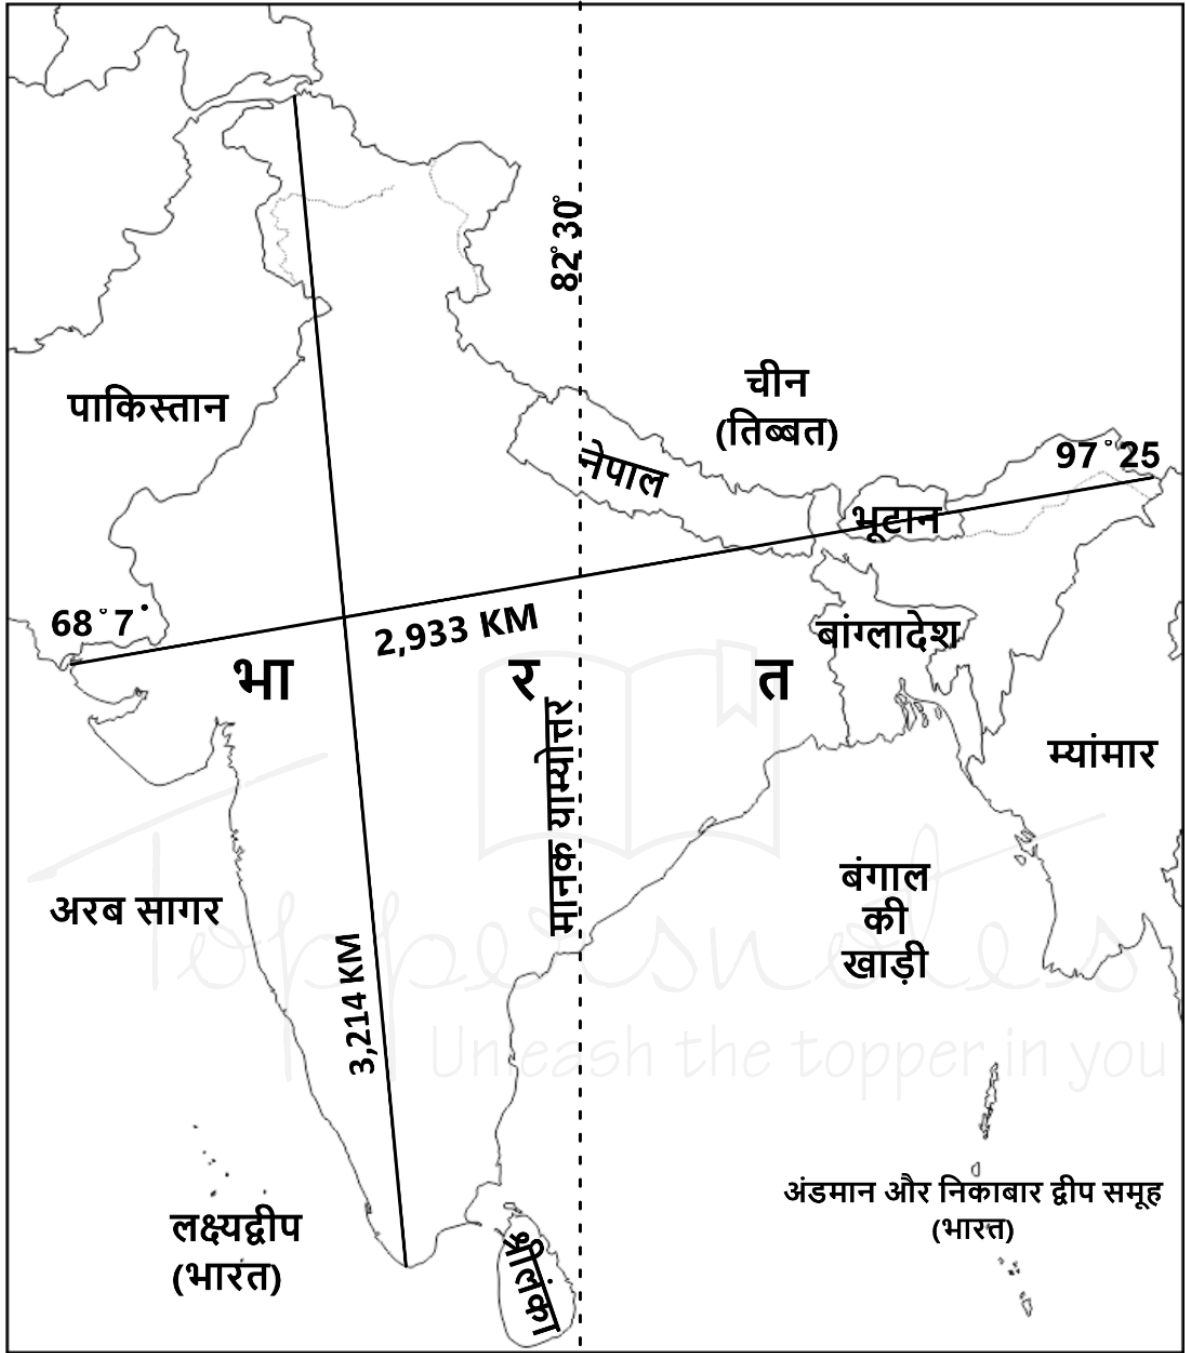 82°30'
चीन
(तिब्बत)
पाकिस्तान
97°25
नेपाल
भूटान
68°7'
2,933 KM
बांग्लादेश
भा र त
मानक याम्योत्तर
म्यांमार
अरब सागर
बंगाल
की
खाड़ी
3,214 KM
Toppersnotes
Unleash the topper in you
अंडमान और निकाबार द्वीप समूह
(भारत)
लक्ष्यद्वीप
(भारत)
श्रीलंका